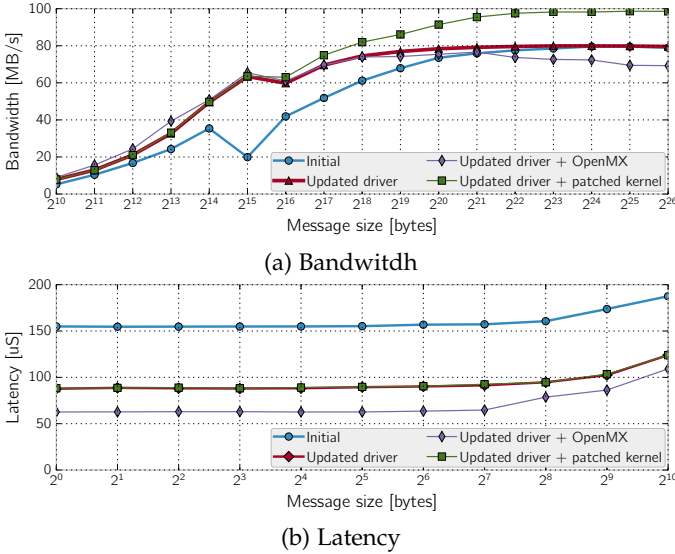 100
80
60
40
20
0
Bandwidth [MB/s]
2^10 2^11 2^12 2^13 2^14 2^15 2^16 2^17 2^18 2^19 2^20 2^21 2^22 2^23 2^24 2^25 2^26
Message size [bytes]
Initial
Updated driver
Updated driver + OpenMX
Updated driver + patched kernel
(a) Bandwitdh
200
150
100
50
0
Latency [uS]
2^0 2^1 2^2 2^3 2^4 2^5 2^6 2^7 2^8 2^9 2^10
Message size [bytes]
Initial
Updated driver
Updated driver + OpenMX
Updated driver + patched kernel
(b) Latency